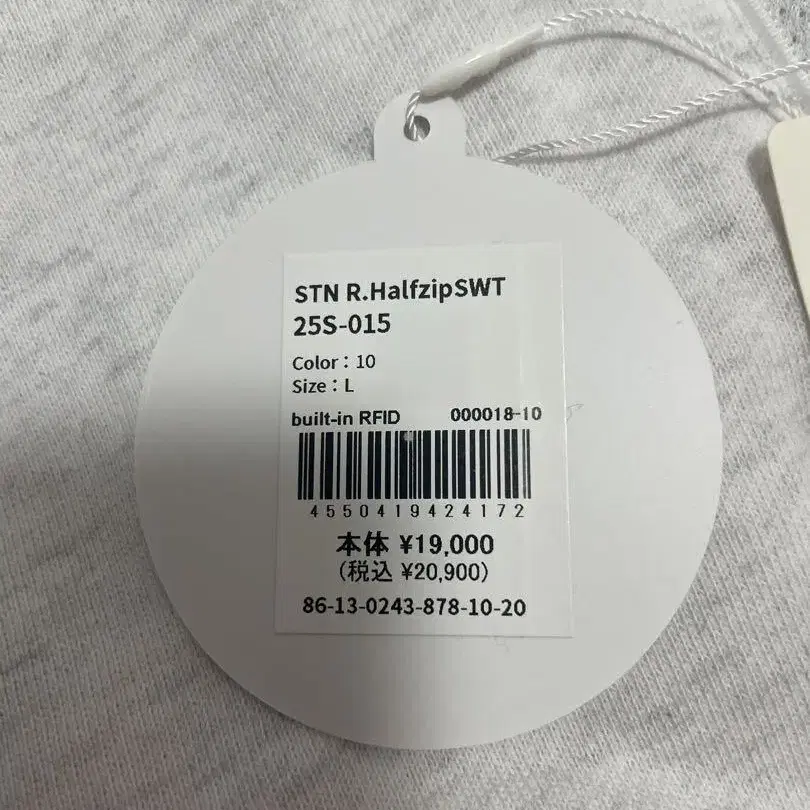 STN R.HalfzipSWT
25S-015
Color：10
Size：L
built-in RFID 000018-10
4550419424172
本体 ¥19,000
(税込 ¥20,900)
86-13-0243-878-10-20